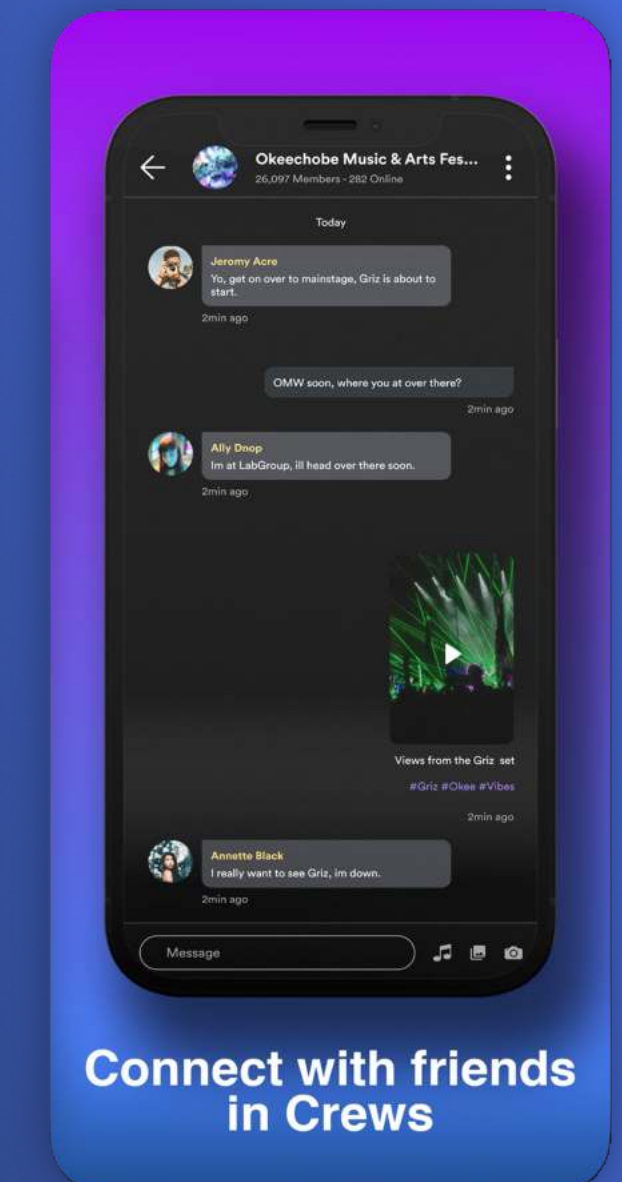 Okeechobe Music & Arts Fes...
26,097 Members - 282 Online
Today
Jeromy Acre
Yo, get on over to mainstage, Griz is about to
start.
2min ago
OMW soon, where you at over there?
2min ago
Ally Dnop
Im at LabGroup, ill head over there soon.
2min ago
Views from the Griz set
#Griz #Okee #Vibes
2min ago
Annette Black
I really want to see Griz, im down.
2min ago
Message
Connect with friends
in Crews